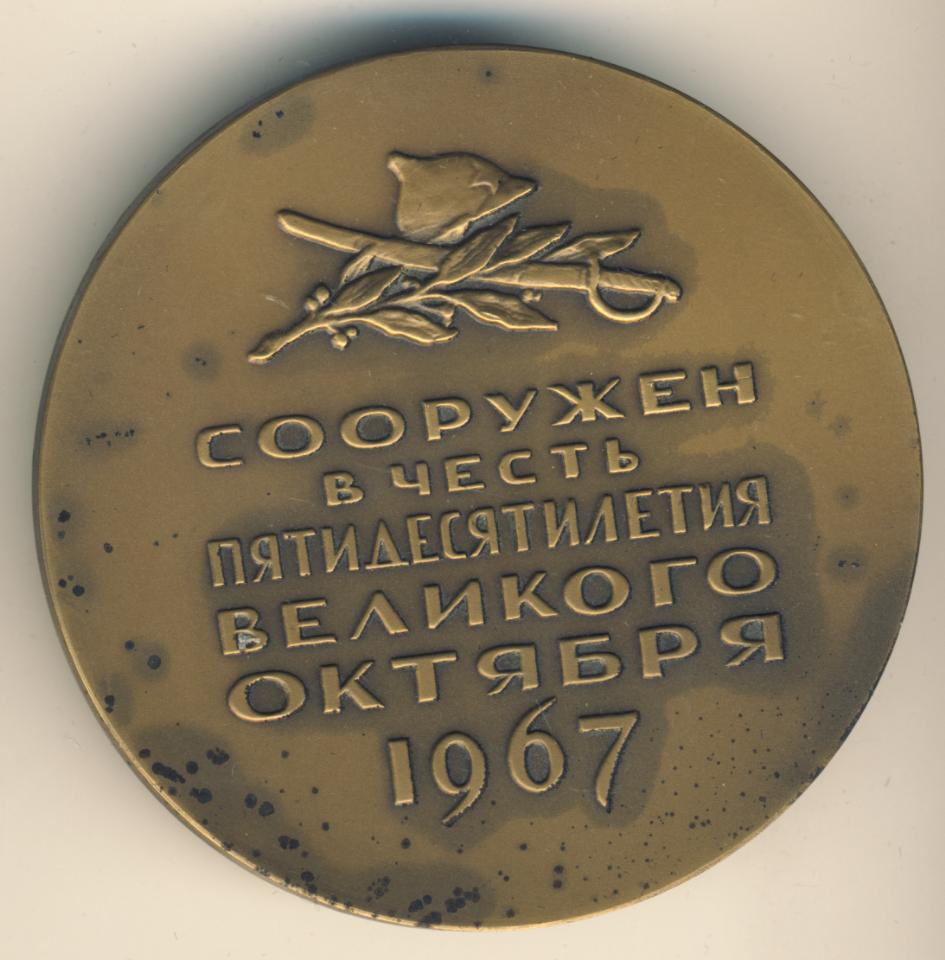 СООРУЖЕН
В ЧЕСТЬ
ПЯТИДЕСЯТИЛЕТИЯ
ВЕЛИКОГО
ОКТЯБРЯ
1967